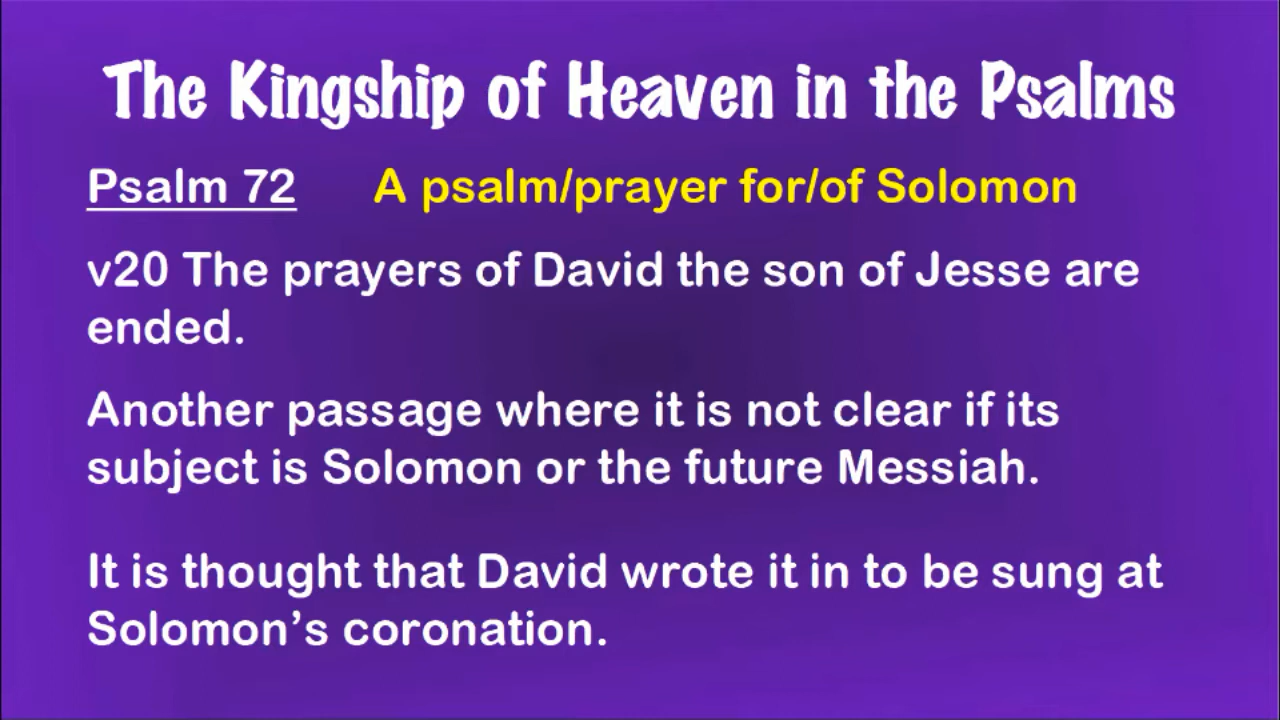 The Kingship of Heaven in the Psalms
Psalm 72 A psalm/prayer for/of Solomon
v20 The prayers of David the son of Jesse are
ended.
Another passage where it is not clear if its
subject is Solomon or the future Messiah.
It is thought that David wrote it in to be sung at
Solomon’s coronation.